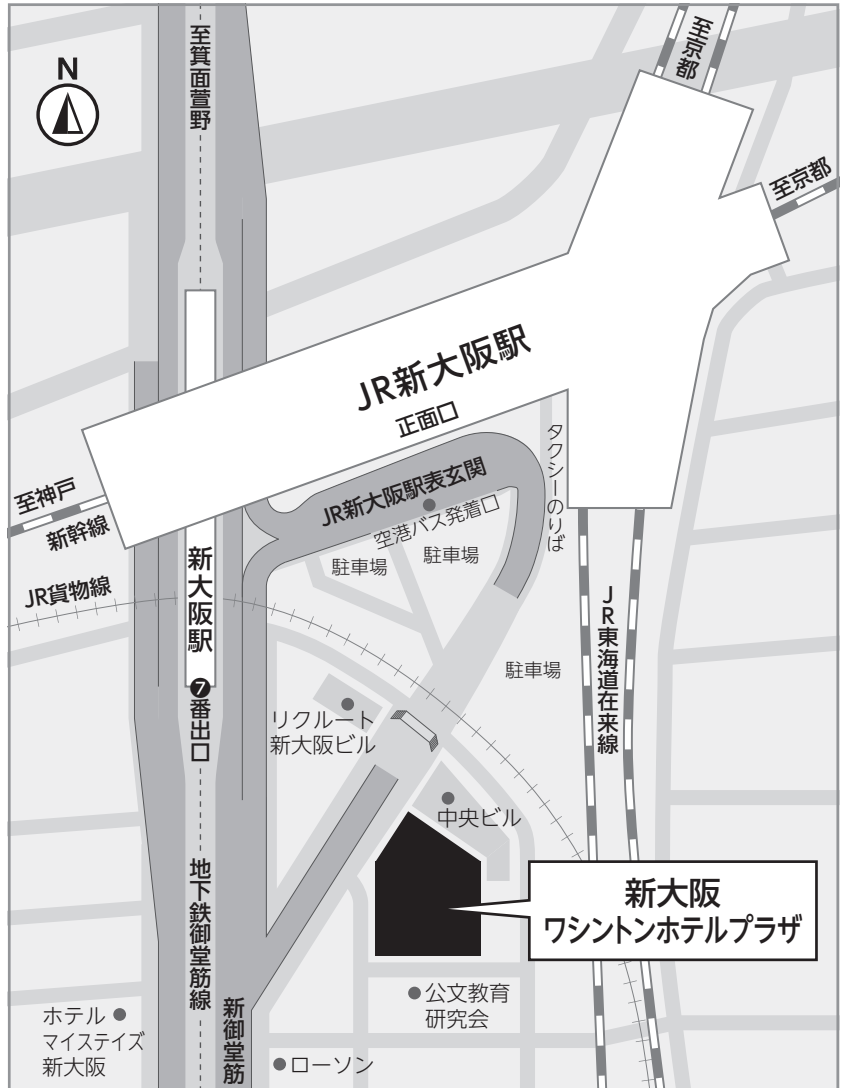 至京都
至箕面萱野
N
至京都
JR新大阪駅
正面口
タクシーのりば
至神戸
新幹線
JR新大阪駅表玄関
空港バス発着口
駐車場
駐車場
JR貨物線
新大阪駅
❼番出口
JR東海道在来線
駐車場
リクルート
新大阪ビル
中央ビル
地下鉄御堂筋線
新大阪
ワシントンホテルプラザ
公文教育
研究会
新御堂筋
ホテル
マイステイズ
新大阪
ローソン